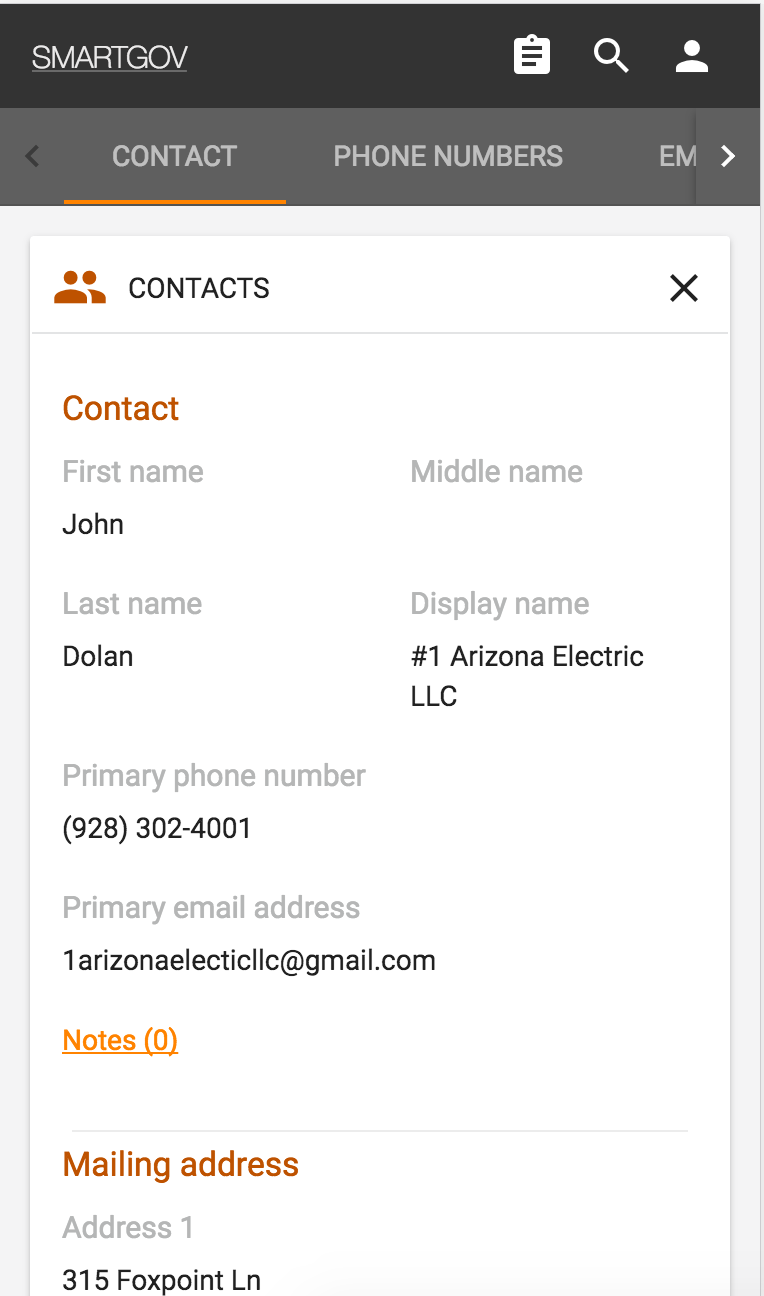 SMARTGOV
CONTACT PHONE NUMBERS EM
CONTACTS
Contact
First name Middle name
John
Last name Display name
Dolan #1 Arizona Electric
LLC
Primary phone number
(928) 302-4001
Primary email address
1arizonaelecticllc@gmail.com
Notes (0)
Mailing address
Address 1
315 Foxpoint Ln